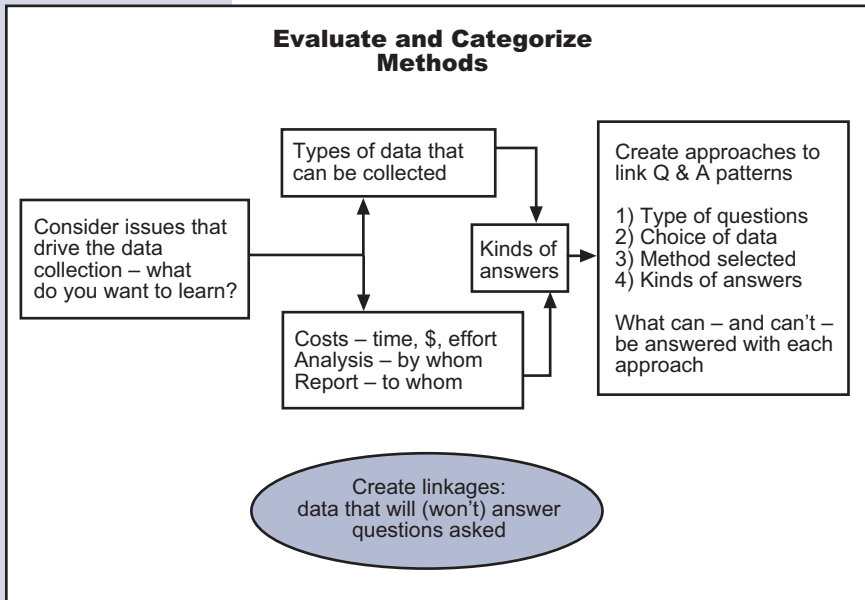 Evaluate and Categorize
Methods
Types of data that
can be collected
Consider issues that
drive the data
collection – what
do you want to learn?
Costs – time, $, effort
Analysis – by whom
Report – to whom
Kinds of
answers
Create approaches to
link Q & A patterns
1) Type of questions
2) Choice of data
3) Method selected
4) Kinds of answers
What can – and can't –
be answered with each
approach
Create linkages:
data that will (won't) answer
questions asked